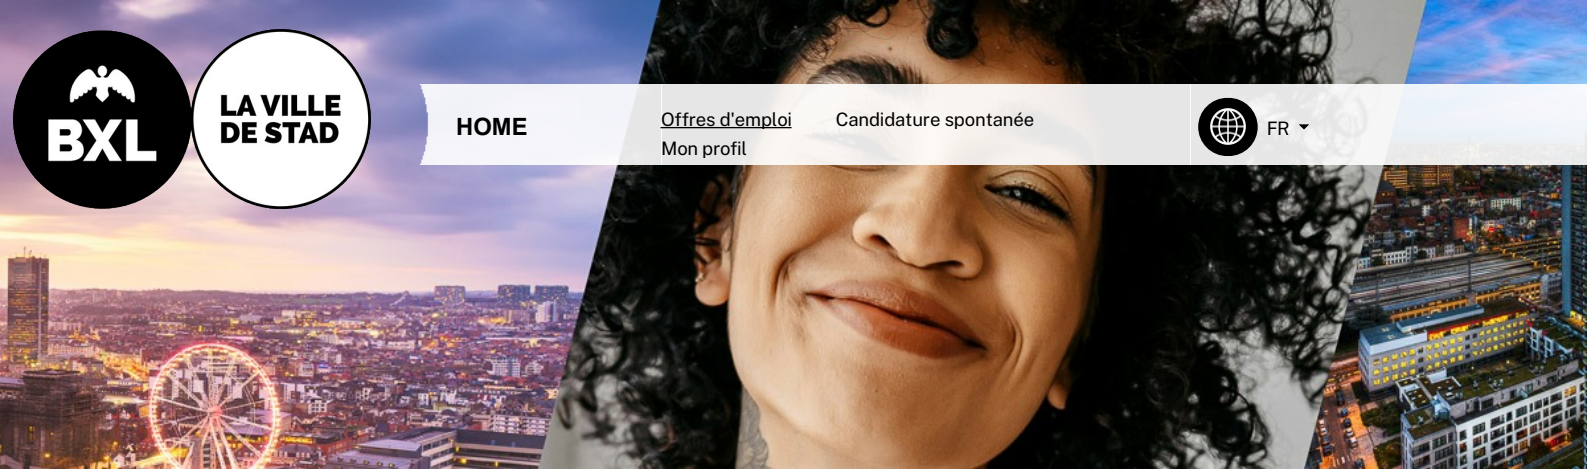 BXL
LA VILLE
DE STAD
HOME
Offres d'emploi
Candidature spontanée
Mon profil
FR